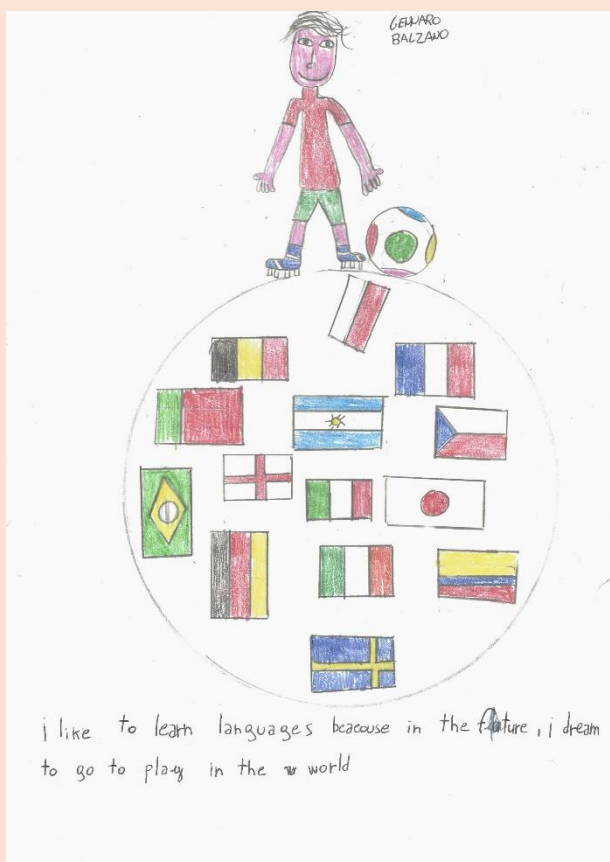 GENNARO
BALZANO
i like to learn languages beacouse in the future, i dream
to go to play in the world